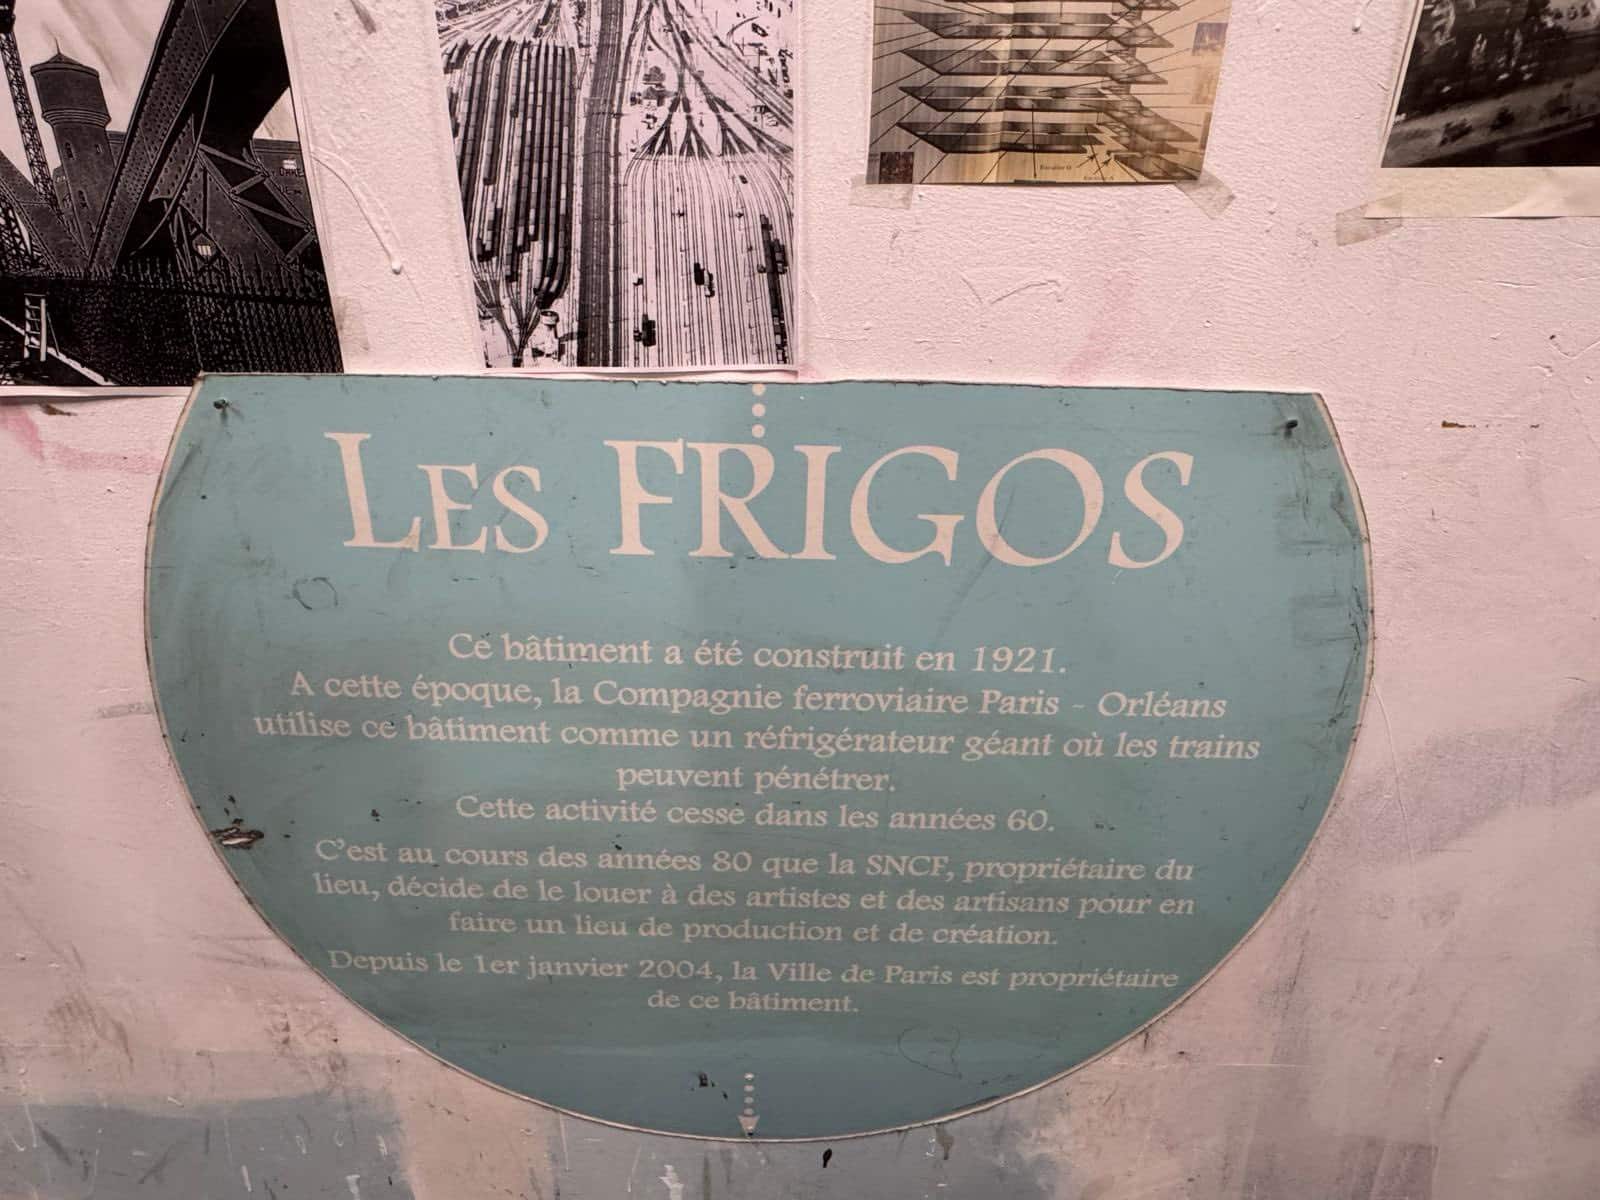 LES FRIGOS
Ce bâtiment a été construit en 1921.
A cette époque, la Compagnie ferroviaire Paris - Orléans
utilise ce bâtiment comme un réfrigérateur géant où les trains
peuvent pénétrer.
Cette activité cesse dans les années 60.
C'est au cours des années 80 que la SNCF, propriétaire du
lieu, décide de le louer à des artistes et des artisans pour en
faire un lieu de production et de création.
Depuis le 1er janvier 2004, la Ville de Paris est propriétaire
de ce bâtiment.